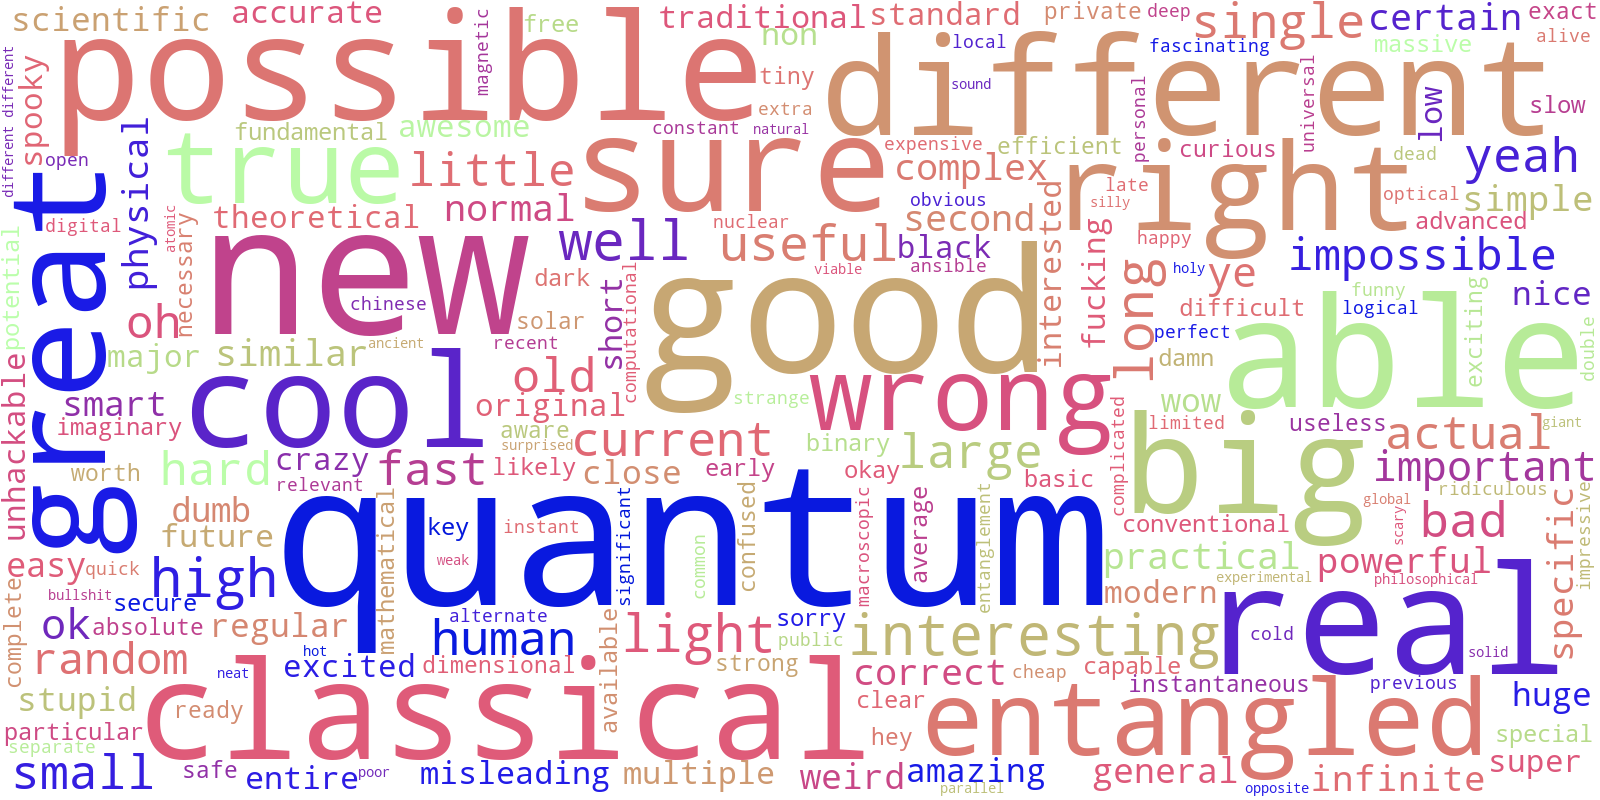 scientific accurate free traditional standard private deep single certain exact
possible magnetic non local fascinating massive alive
spooky tiny different sound universal low slow
different different extra personal
open fundamental awesome constant natural expensive efficient curious dead yeah
physical true little sure complex right late optical simple
great digital atomic necessary theoretical normal nuclear obvious second silly advanced
potential new well useful black interested fucking happy impossible
oh chinese dark computational short viable ansible good long holy ye nice
major similar ancient solar recent difficult funny logical perfect
unhackable smart cool old strange wrong damn able exciting double
imaginary original aware surprised current binary large wow complicated limited useless actual giant
worth hard crazy relevant fast likely close early okay basic big important
dumb future quantum key instant confused average macroscopic entanglement conventional global scary ridiculous bad impressive
easy quick high mathematical weak significant common practical experimental powerful philosophical specific
bullshit secure alternate modern real
complete ok absolute regular human light sorry public interesting cold solid
random hot neat excited dimensional available strong correct cheap capable instantaneous previous huge
stupid ready classical clear entangled special
particular separate hey
small safe entire poor misleading multiple weird amazing parallel general opposite infinite super